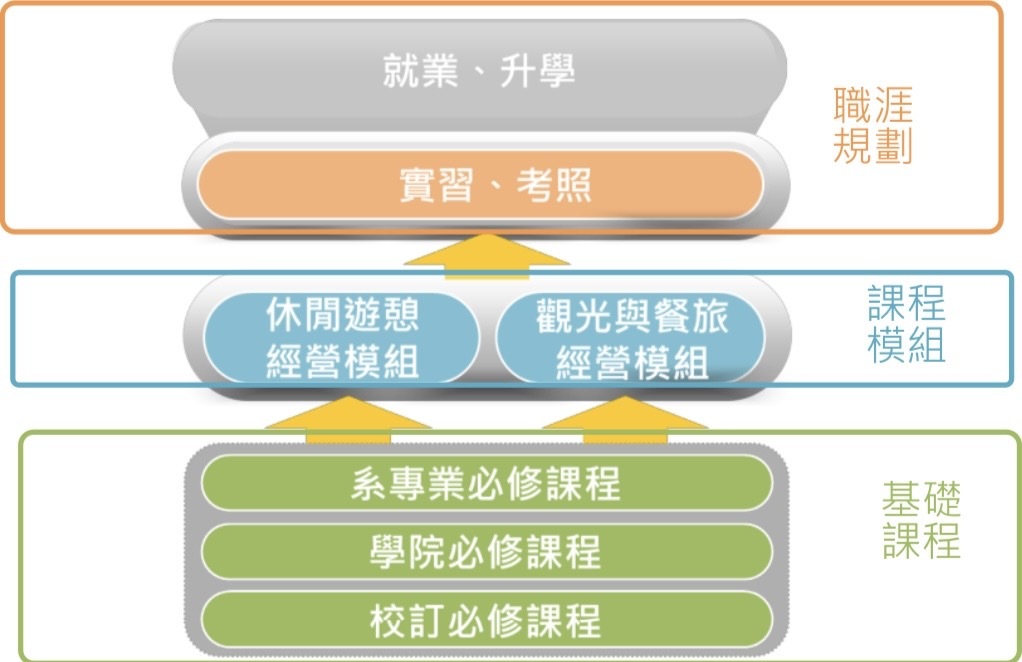 就業、升學
職涯
規劃
實習、考照
休閒遊憩
經營模組
觀光與餐旅
經營模組
課程
模組
系專業必修課程
學院必修課程
校訂必修課程
基礎
課程